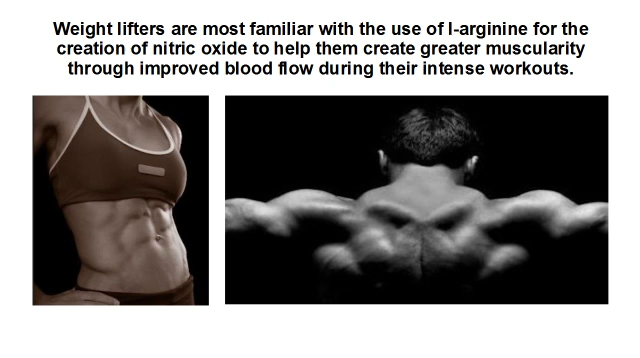 Weight lifters are most familiar with the use of l-arginine for the
creation of nitric oxide to help them create greater muscularity
through improved blood flow during their intense workouts.